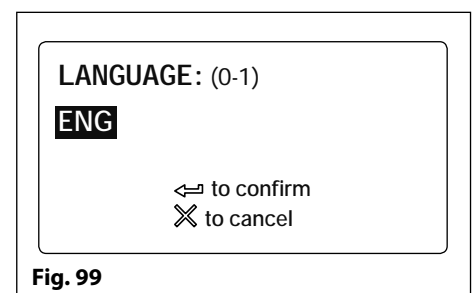 LANGUAGE: (0-1)
ENG
to confirm
to cancel
Fig. 99